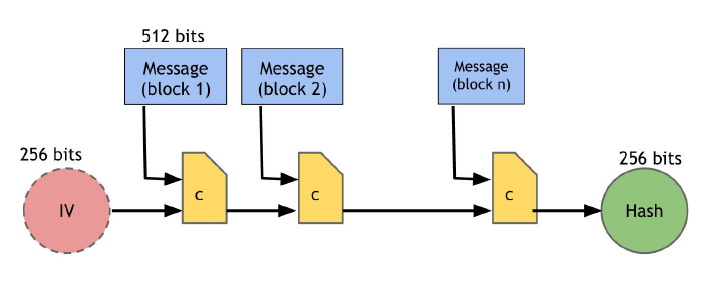 512 bits
Message
(block 1)
Message
(block 2)
Message
(block n)
256 bits
IV
c
c
c
256 bits
Hash